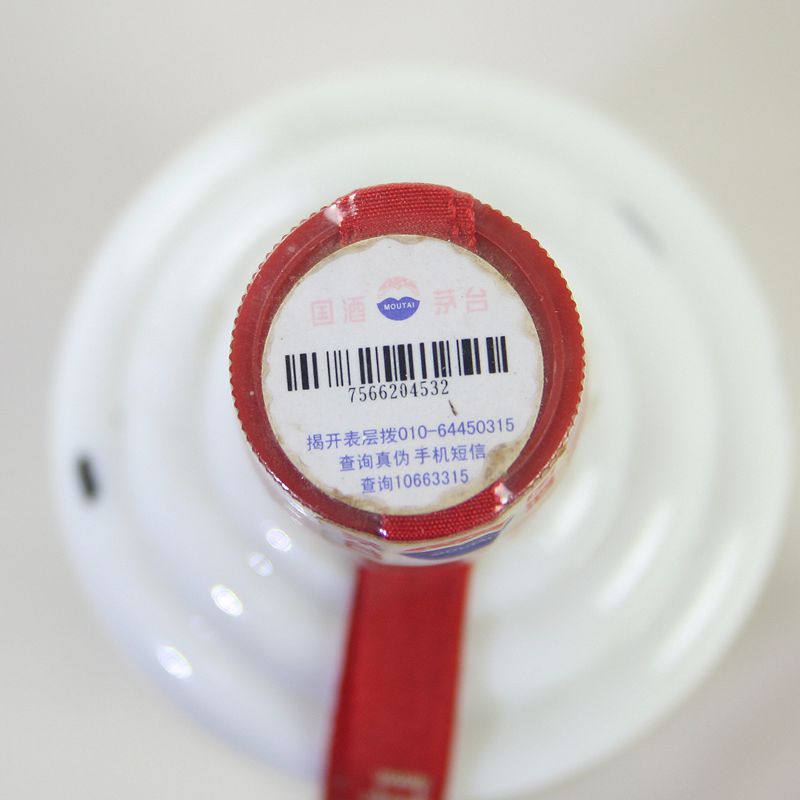 国酒 MOUTAI 茅台
7566204532
揭开表层拨010-64450315
查询真伪 手机短信
查询10663315
MOUTAI